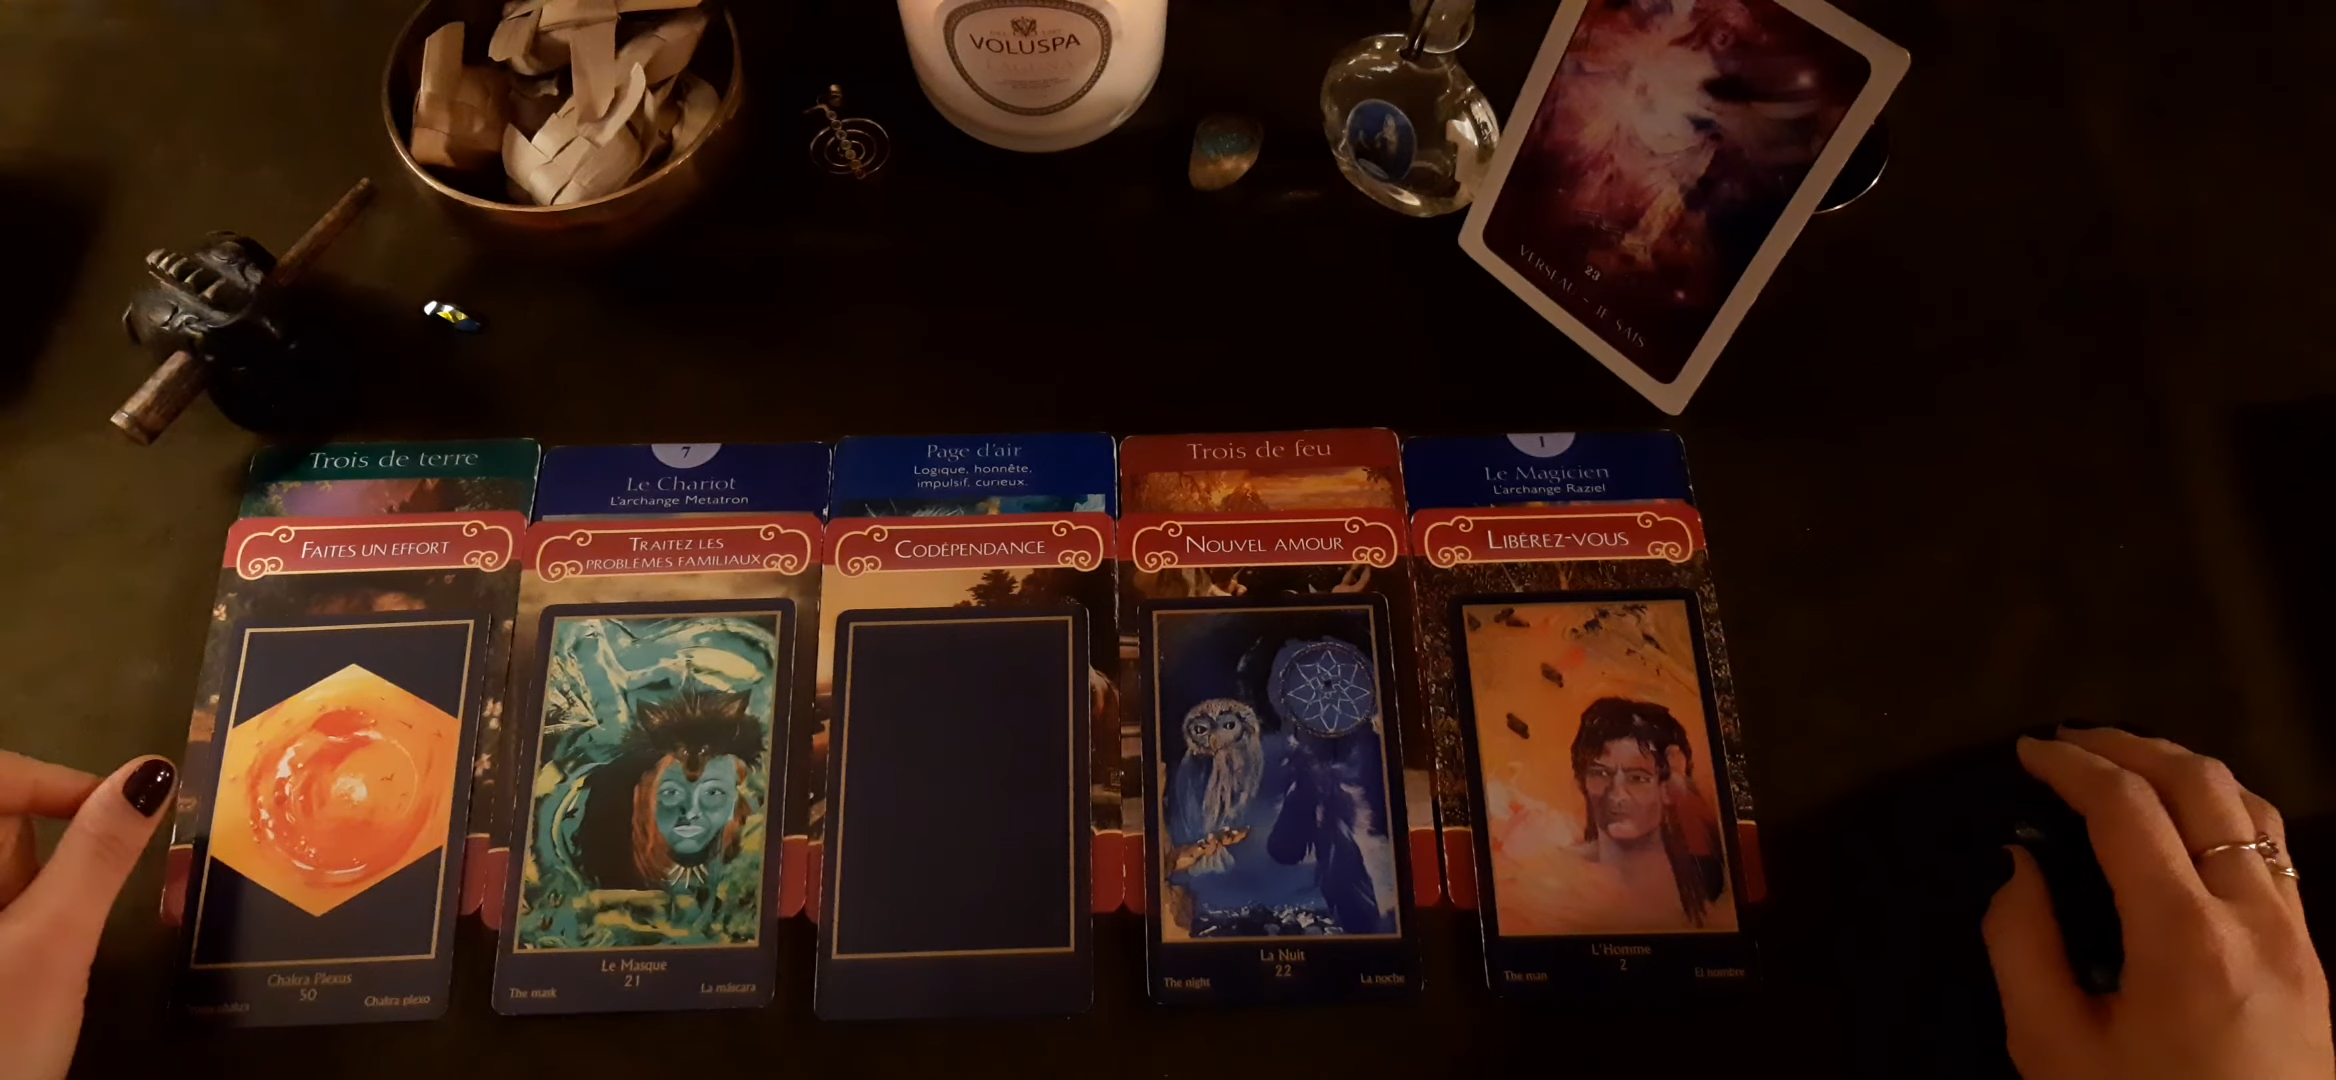 VOLUSPA
LAGUNA
23
VERSEAU - JE SAIS
Trois de terre
7
Le Chariot
L'archange Metatron
Page d'air
Logique, honnête,
impulsif, curieux.
Trois de feu
1
Le Magicien
L'archange Raziel
FAITES UN EFFORT
TRAITEZ LES
PROBLÈMES FAMILIAUX
CODÉPENDANCE
NOUVEL AMOUR
LIBÉREZ-VOUS
Chakra Plexus
50
chakra
Chakra plexo
Le Masque
21
The mask
La máscara
La Nuit
22
The night
La noche
L'Homme
2
The man
El hombre